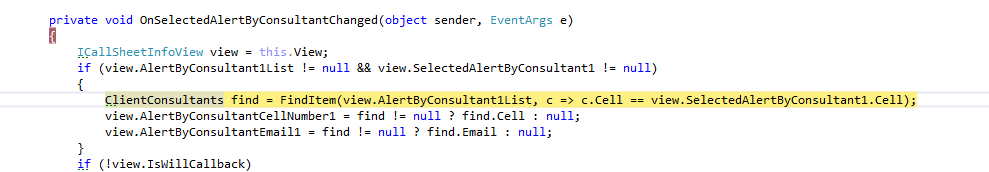 private void OnSelectedAlertByConsultantChanged(object sender, EventArgs e)
{
ICallSheetInfoView view = this.View;
if (view.AlertByConsultant1List != null && view.SelectedAlertByConsultant1 != null)
{
ClientConsultants find = FindItem(view.AlertByConsultant1List, c => c.Cell == view.SelectedAlertByConsultant1.Cell);
view.AlertByConsultantCellNumber1 = find != null ? find.Cell : null;
view.AlertByConsultantEmail1 = find != null ? find.Email : null;
}
if (!view.IsWillCallback)